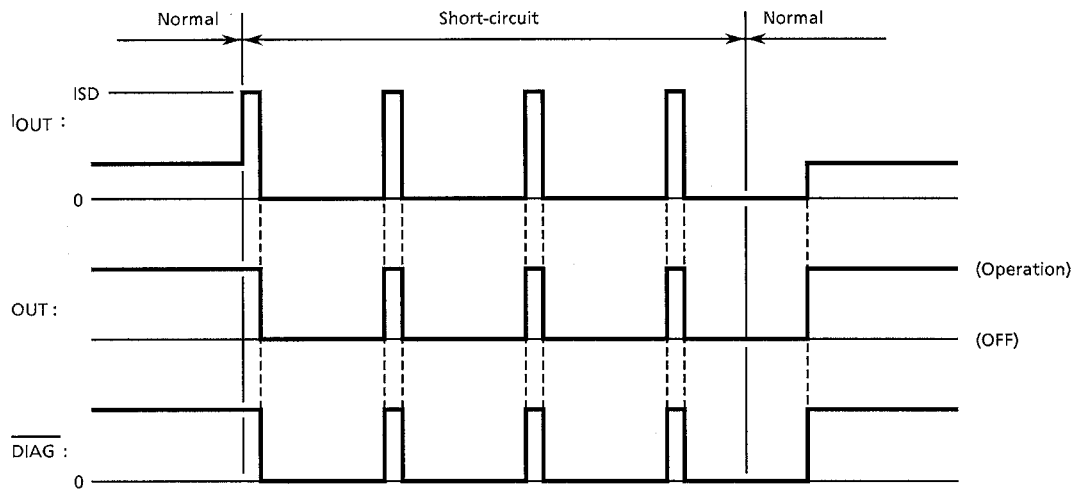 Normal Short-circuit Normal
ISD
IOUT :
0
(Operation)
OUT :
(OFF)
DIAG :
0